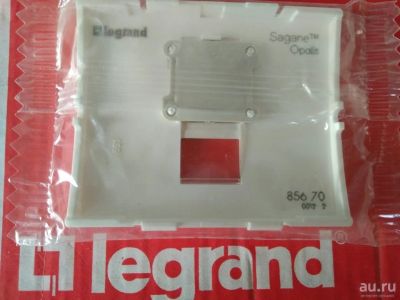 legrand
Sagane™
Opalis
856 70
legrand
au.ru